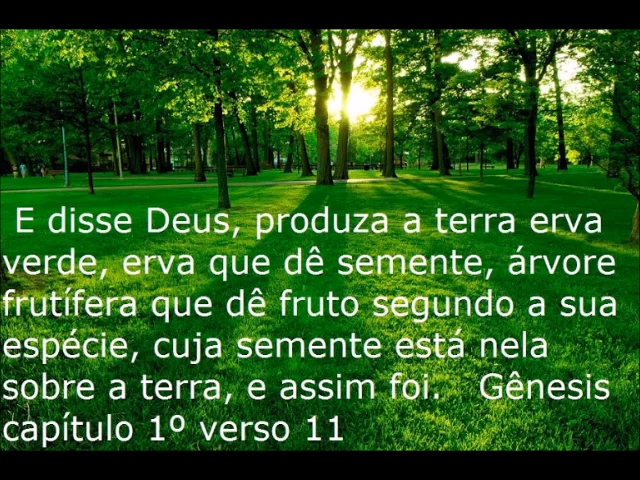 E disse Deus, produza a terra erva
verde, erva que dê semente, árvore
frutífera que dê fruto segundo a sua
espécie, cuja semente está nela
sobre a terra, e assim foi.   Gênesis
capítulo 1º verso 11